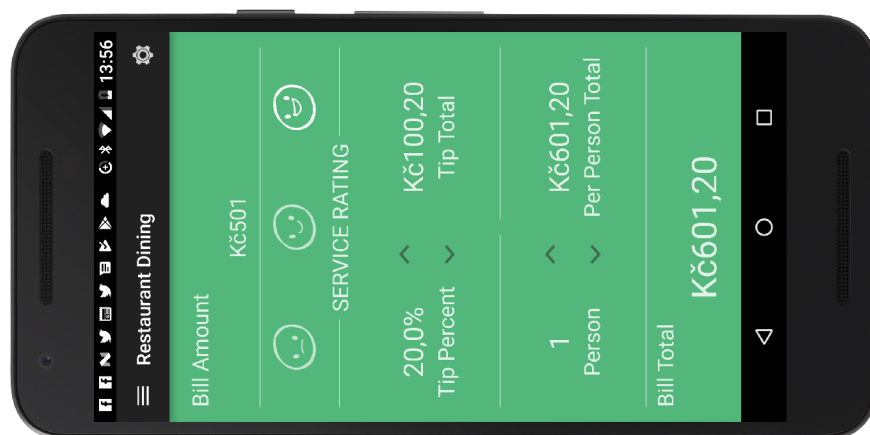 13:56
Restaurant Dining
Bill Amount
Kč501
SERVICE RATING
20,0%
Tip Percent
Kč100,20
Tip Total
1
Person
Kč601,20
Per Person Total
Bill Total
Kč601,20